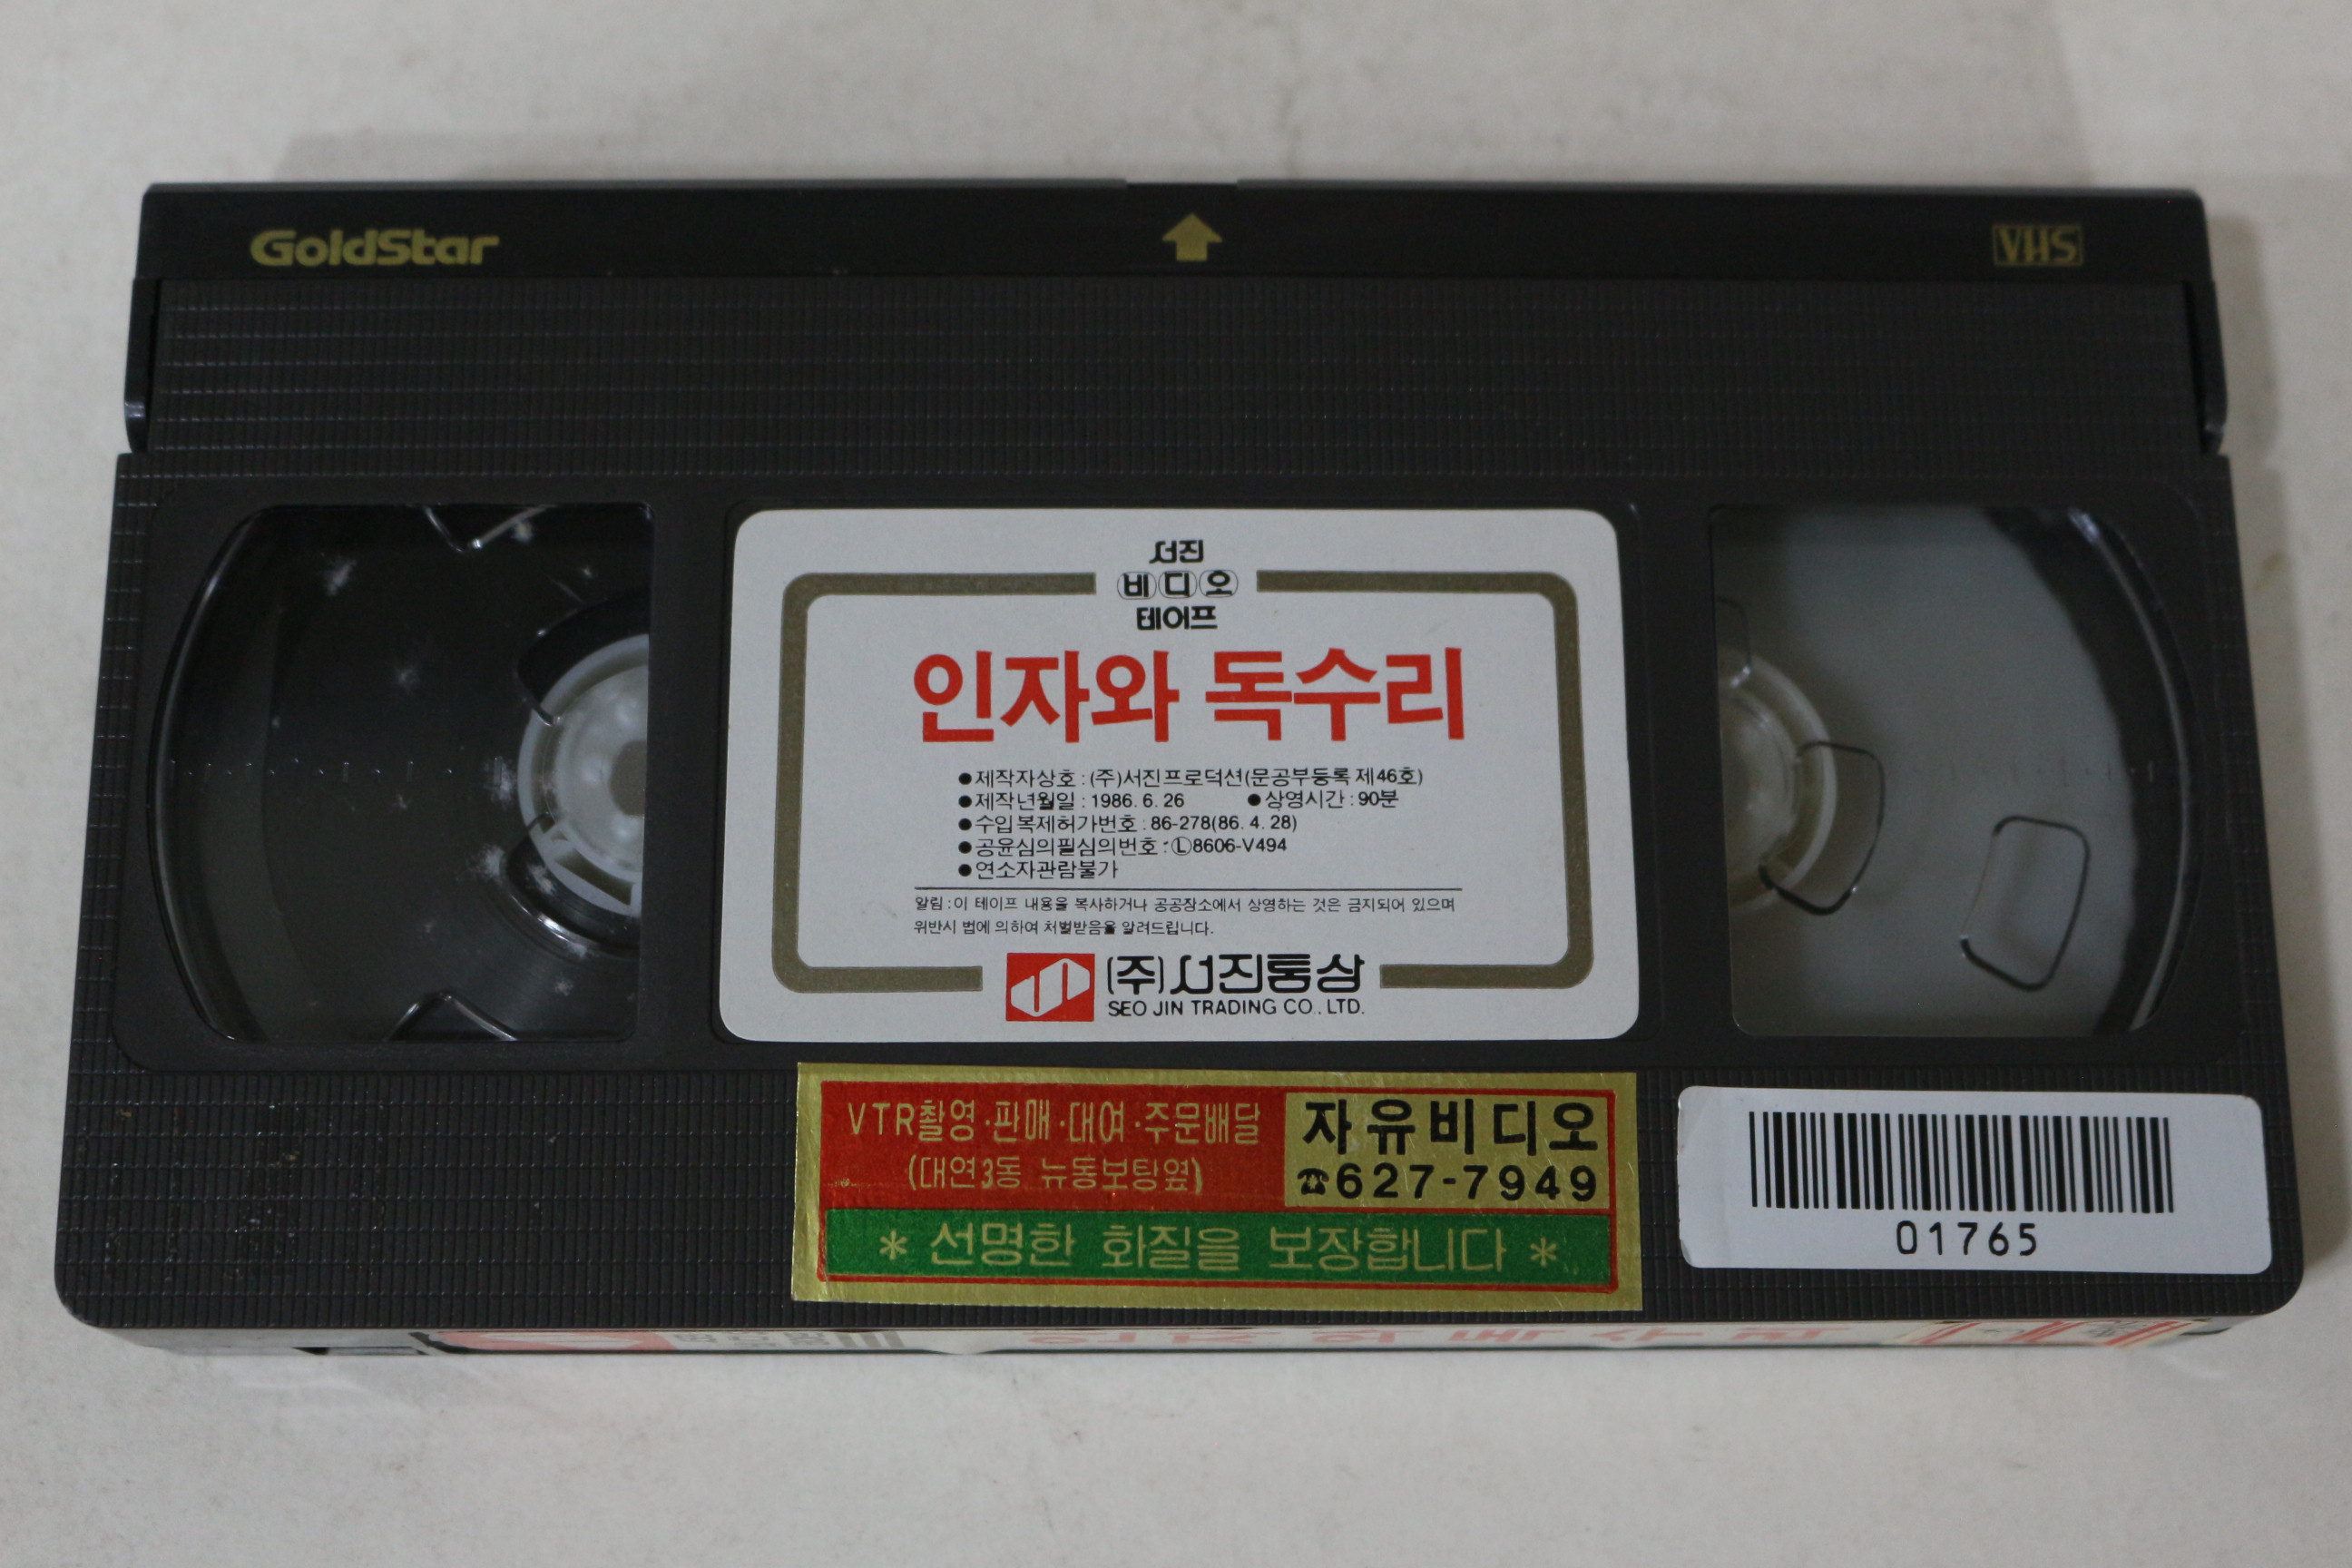 GoldStar
VHS
서진
비디오
테이프
인자와 독수리
●제작자상호 : (주)서진프로덕션(문공부등록 제46호)
●제작년월일 : 1986. 6. 26 ●상영시간 : 90분
●수입복제허가번호 : 86-278(86. 4. 28)
●공윤심의필심의번호 : Ⓛ8606-V494
●연소자관람불가
알림 : 이 테이프 내용을 복사하거나 공공장소에서 상영하는 것은 금지되어 있으며
위반시 법에 의하여 처벌받음을 알려드립니다.
(주)서진통상
SEO JIN TRADING CO., LTD.
VTR촬영·판매·대여·주문배달
(대연3동 뉴동보탕옆)
자유비디오
☎627-7949
* 선명한 화질을 보장합니다 *
01765